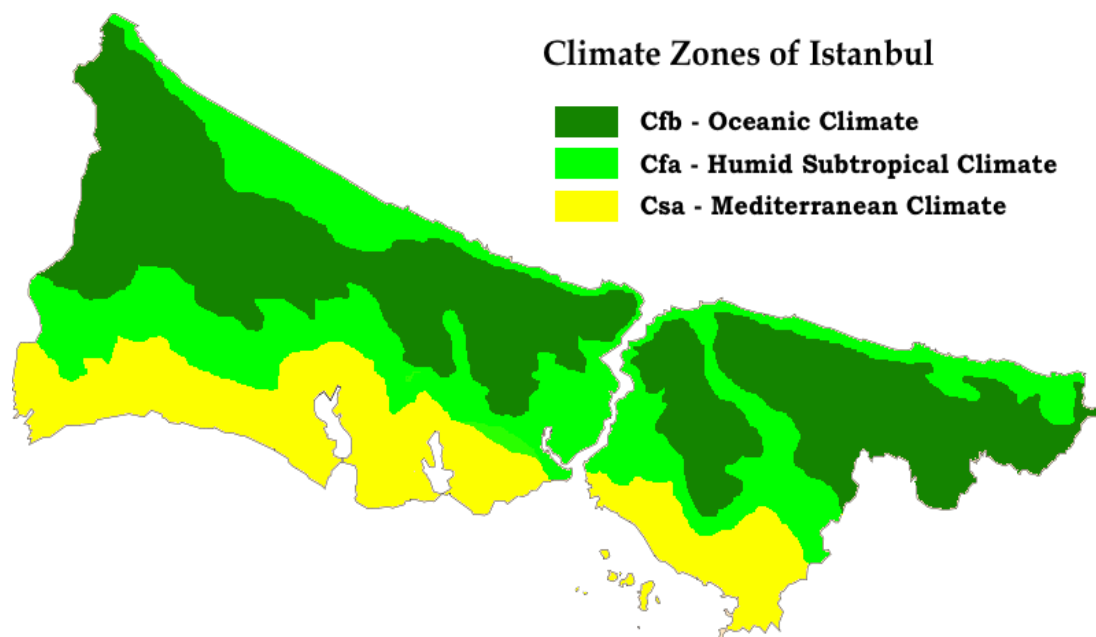 Climate Zones of Istanbul
Cfb - Oceanic Climate
Cfa - Humid Subtropical Climate
Csa - Mediterranean Climate